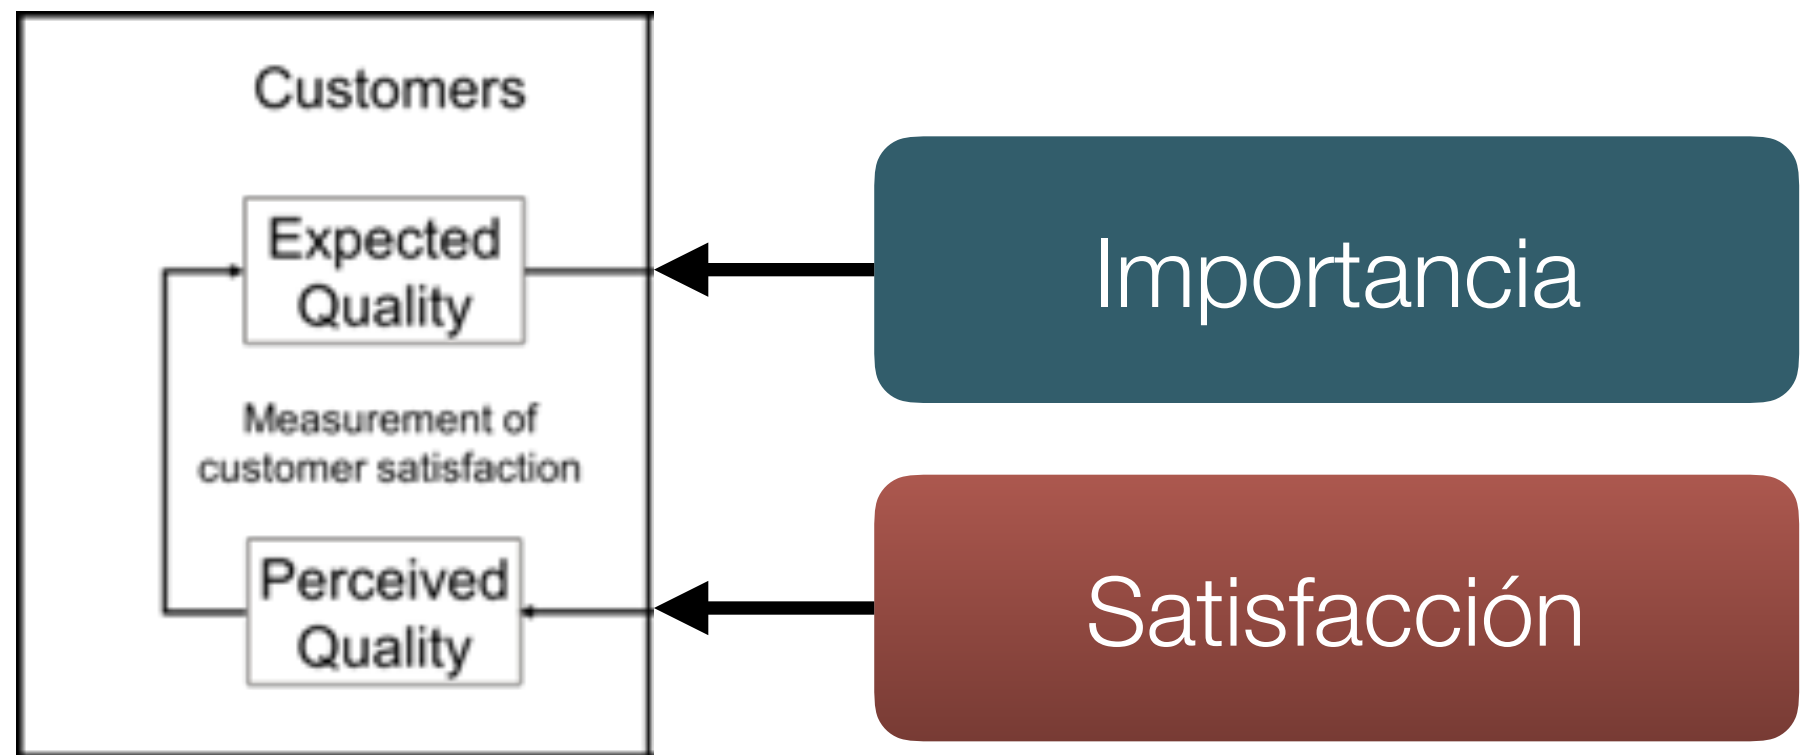 Customers
Expected
Quality
Measurement of
customer satisfaction
Perceived
Quality
Importancia
Satisfacción